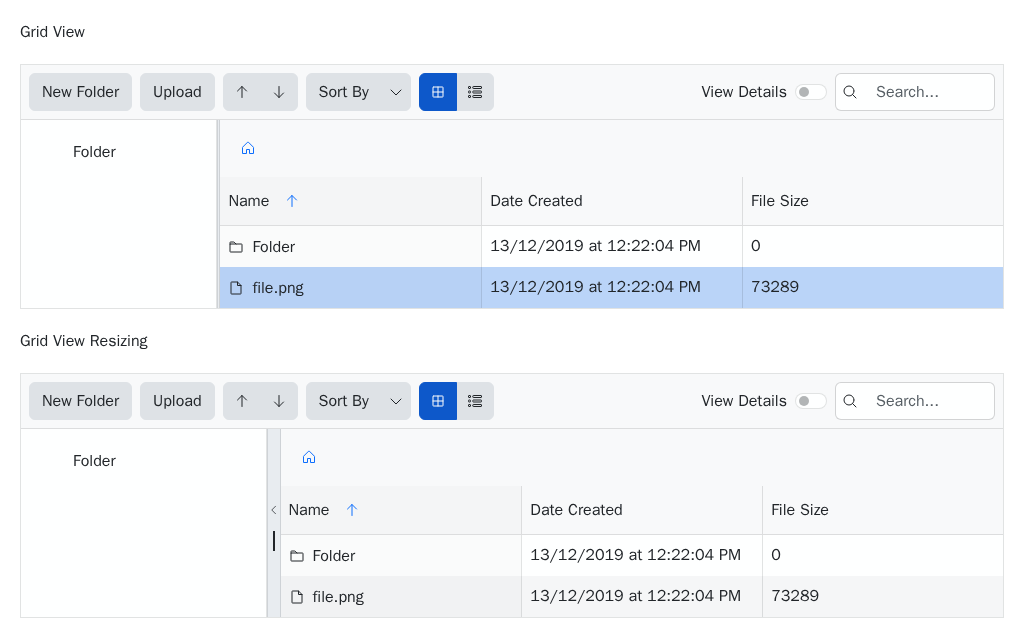 Grid View
New Folder Upload Sort By View Details Search...
Folder
Name Date Created File Size
Folder 13/12/2019 at 12:22:04 PM 0
file.png 13/12/2019 at 12:22:04 PM 73289
Grid View Resizing
New Folder Upload Sort By View Details Search...
Folder
Name Date Created File Size
Folder 13/12/2019 at 12:22:04 PM 0
file.png 13/12/2019 at 12:22:04 PM 73289